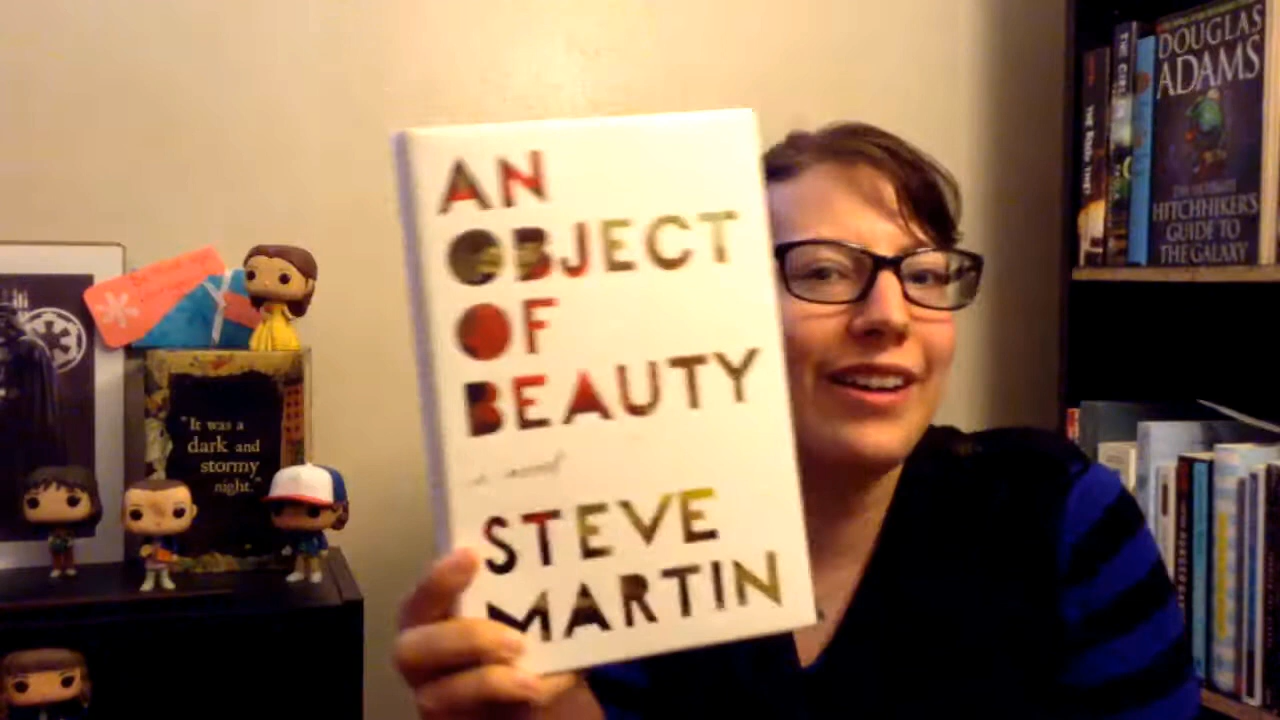 AN
OBJECT
OF
BEAUTY
a novel
STEVE
MARTIN
"It was a
dark and
stormy
night."
DOUGLAS
ADAMS
THE ULTIMATE
HITCHHIKER'S
GUIDE TO
THE GALAXY